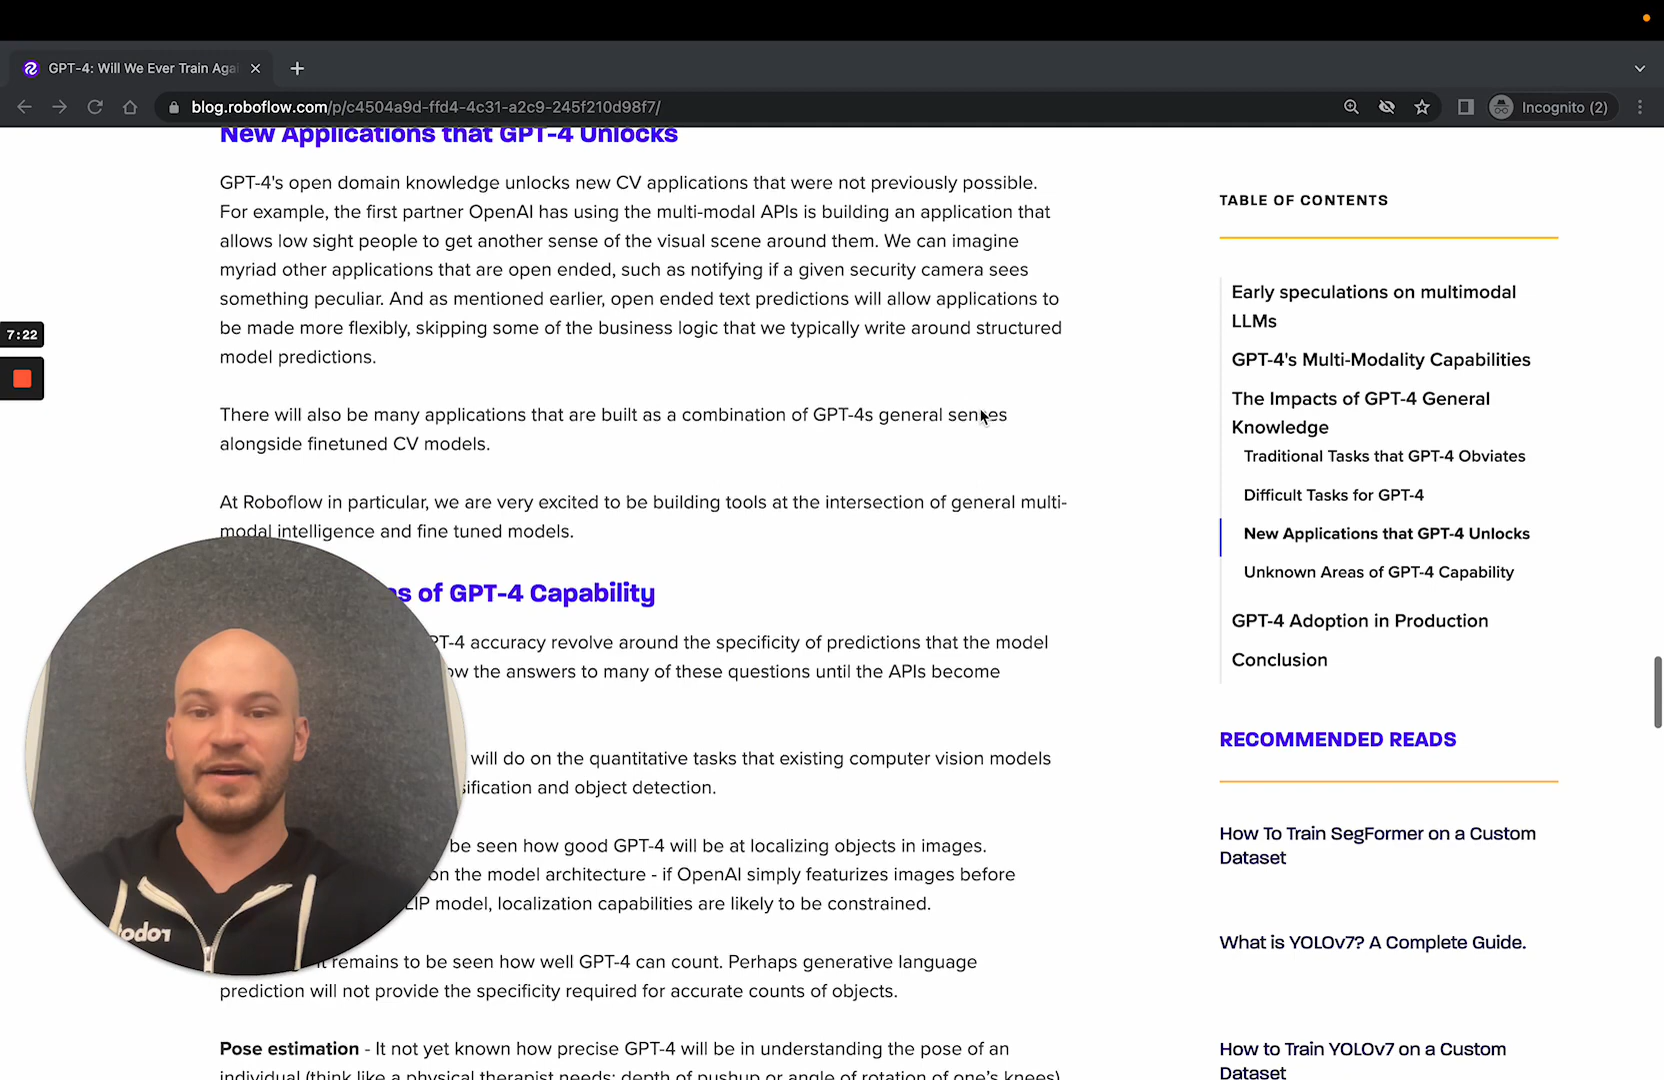 GPT-4: Will We Ever Train Aga
blog.roboflow.com/p/c4504a9d-ffd4-4c31-a2c9-245f210d98f7/
Incognito (2)
New Applications that GPT-4 Unlocks
GPT-4's open domain knowledge unlocks new CV applications that were not previously possible.
For example, the first partner OpenAI has using the multi-modal APIs is building an application that
allows low sight people to get another sense of the visual scene around them. We can imagine
myriad other applications that are open ended, such as notifying if a given security camera sees
something peculiar. And as mentioned earlier, open ended text predictions will allow applications to
be made more flexibly, skipping some of the business logic that we typically write around structured
model predictions.
There will also be many applications that are built as a combination of GPT-4s general senses
alongside finetuned CV models.
At Roboflow in particular, we are very excited to be building tools at the intersection of general multi-
modal intelligence and fine tuned models.
of GPT-4 Capability
GPT-4 accuracy revolve around the specificity of predictions that the model
the answers to many of these questions until the APIs become
will do on the quantitative tasks that existing computer vision models
and object detection.
be seen how good GPT-4 will be at localizing objects in images.
on the model architecture - if OpenAI simply featurizes images before
model, localization capabilities are likely to be constrained.
it remains to be seen how well GPT-4 can count. Perhaps generative language
prediction will not provide the specificity required for accurate counts of objects.
Pose estimation - It not yet known how precise GPT-4 will be in understanding the pose of an
individual (think like a physical therapist needs: depth of pushup or angle of rotation of one's knees)
7:22
TABLE OF CONTENTS
Early speculations on multimodal
LLMs
GPT-4's Multi-Modality Capabilities
The Impacts of GPT-4 General
Knowledge
Traditional Tasks that GPT-4 Obviates
Difficult Tasks for GPT-4
New Applications that GPT-4 Unlocks
Unknown Areas of GPT-4 Capability
GPT-4 Adoption in Production
Conclusion
RECOMMENDED READS
How To Train SegFormer on a Custom
Dataset
What is YOLOv7? A Complete Guide.
How to Train YOLOv7 on a Custom
Dataset